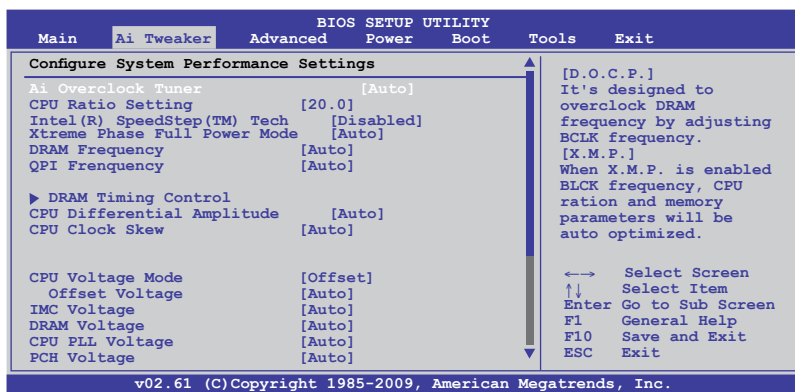 BIOS SETUP UTILITY
Main Ai Tweaker Advanced Power Boot Tools Exit
Configure System Performance Settings
Ai Overclock Tuner [Auto]
CPU Ratio Setting [20.0]
Intel(R) SpeedStep(TM) Tech [Disabled]
Xtreme Phase Full Power Mode [Auto]
DRAM Frequency [Auto]
QPI Frenquency [Auto]
DRAM Timing Control
CPU Differential Amplitude [Auto]
CPU Clock Skew [Auto]
CPU Voltage Mode [Offset]
Offset Voltage [Auto]
IMC Voltage [Auto]
DRAM Voltage [Auto]
CPU PLL Voltage [Auto]
PCH Voltage [Auto]
[D.O.C.P.]
It's designed to
overclock DRAM
frequency by adjusting
BCLK frequency.
[X.M.P.]
When X.M.P. is enabled
BLCK frequency, CPU
ration and memory
parameters will be
auto optimized.
←→ Select Screen
↑↓ Select Item
Enter Go to Sub Screen
F1 General Help
F10 Save and Exit
ESC Exit
v02.61 (C)Copyright 1985-2009, American Megatrends, Inc.